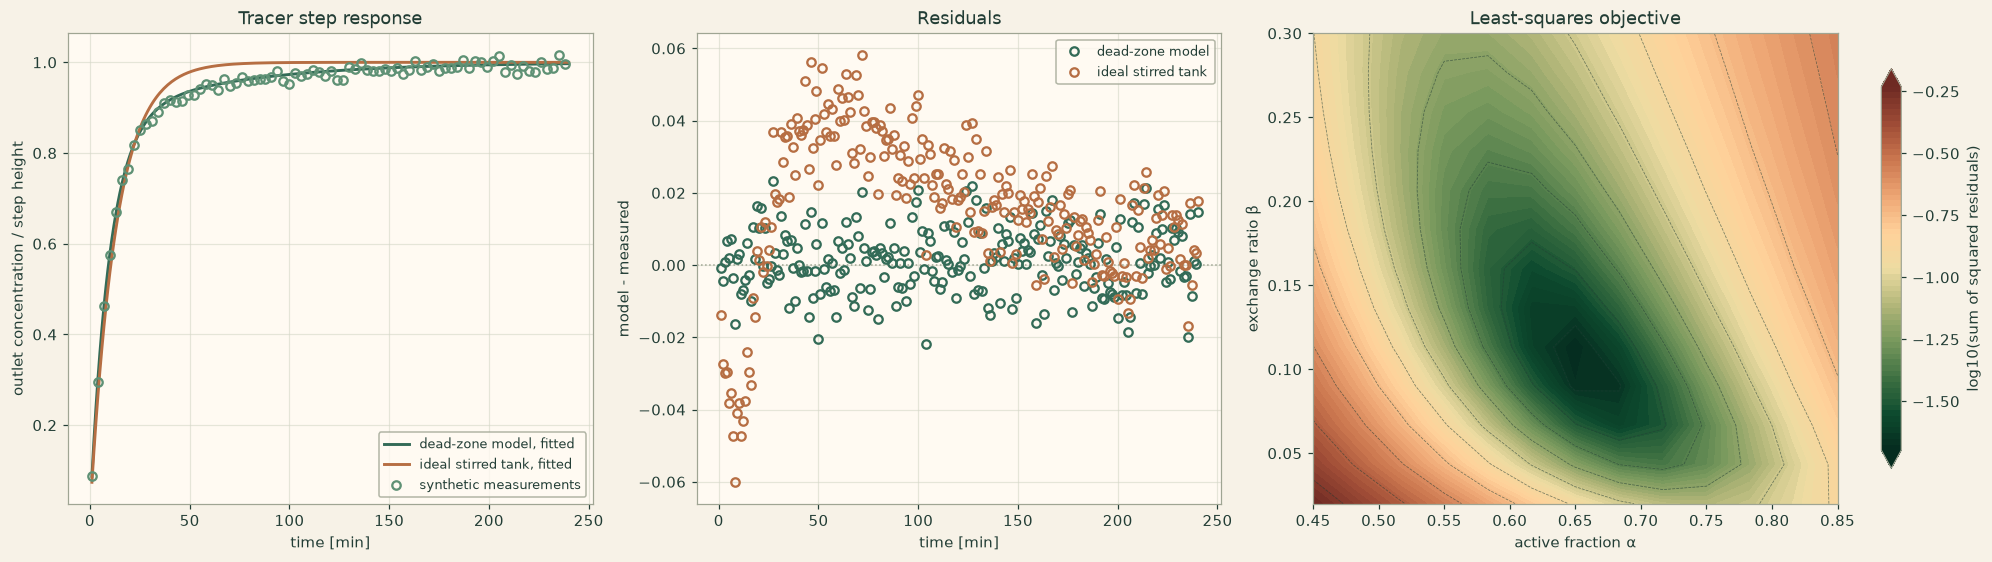 Tracer step response
outlet concentration / step height
1.0
0.8
0.6
0.4
0.2
dead-zone model, fitted
ideal stirred tank, fitted
synthetic measurements
0 50 100 150 200 250
time [min]
Residuals
model - measured
0.06
0.04
0.02
0.00
−0.02
−0.04
−0.06
dead-zone model
ideal stirred tank
0 50 100 150 200 250
time [min]
Least-squares objective
exchange ratio β
0.30
0.25
0.20
0.15
0.10
0.05
0.45 0.50 0.55 0.60 0.65 0.70 0.75 0.80 0.85
active fraction α
−0.25
−0.50
−0.75
−1.00
−1.25
−1.50
log10(sum of squared residuals)